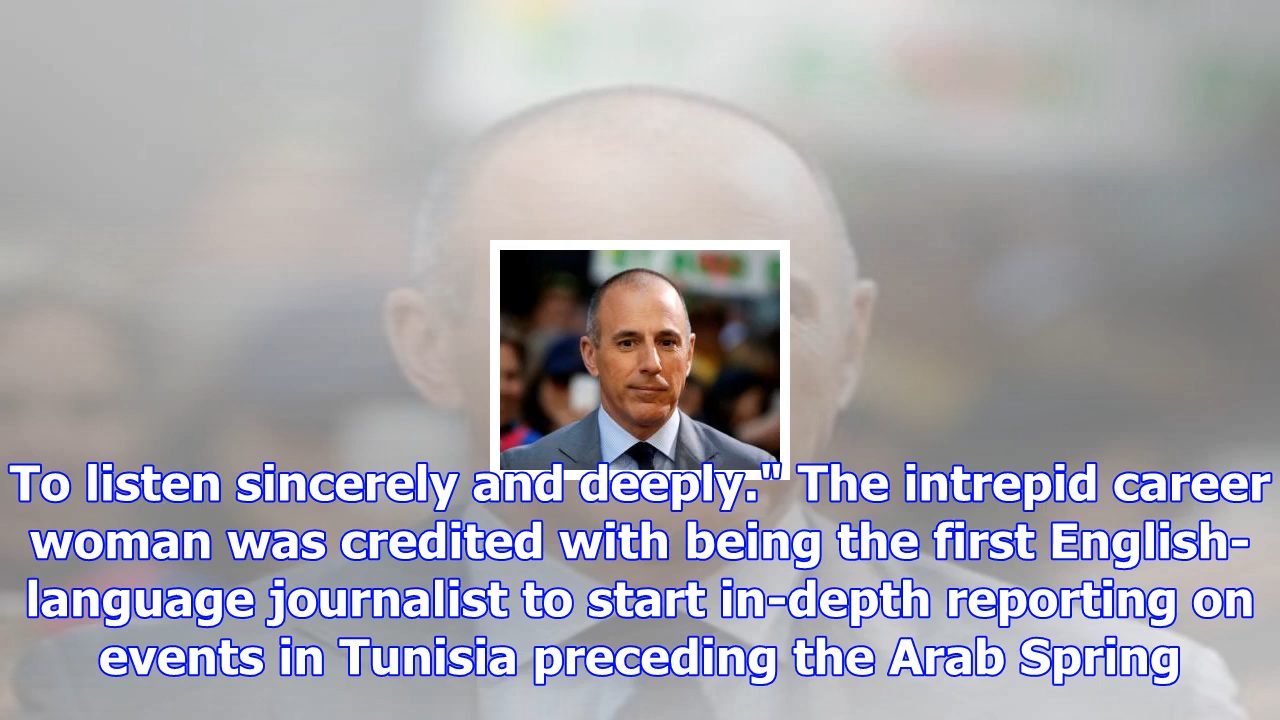 To listen sincerely and deeply." The intrepid career
woman was credited with being the first English-
language journalist to start in-depth reporting on
events in Tunisia preceding the Arab Spring